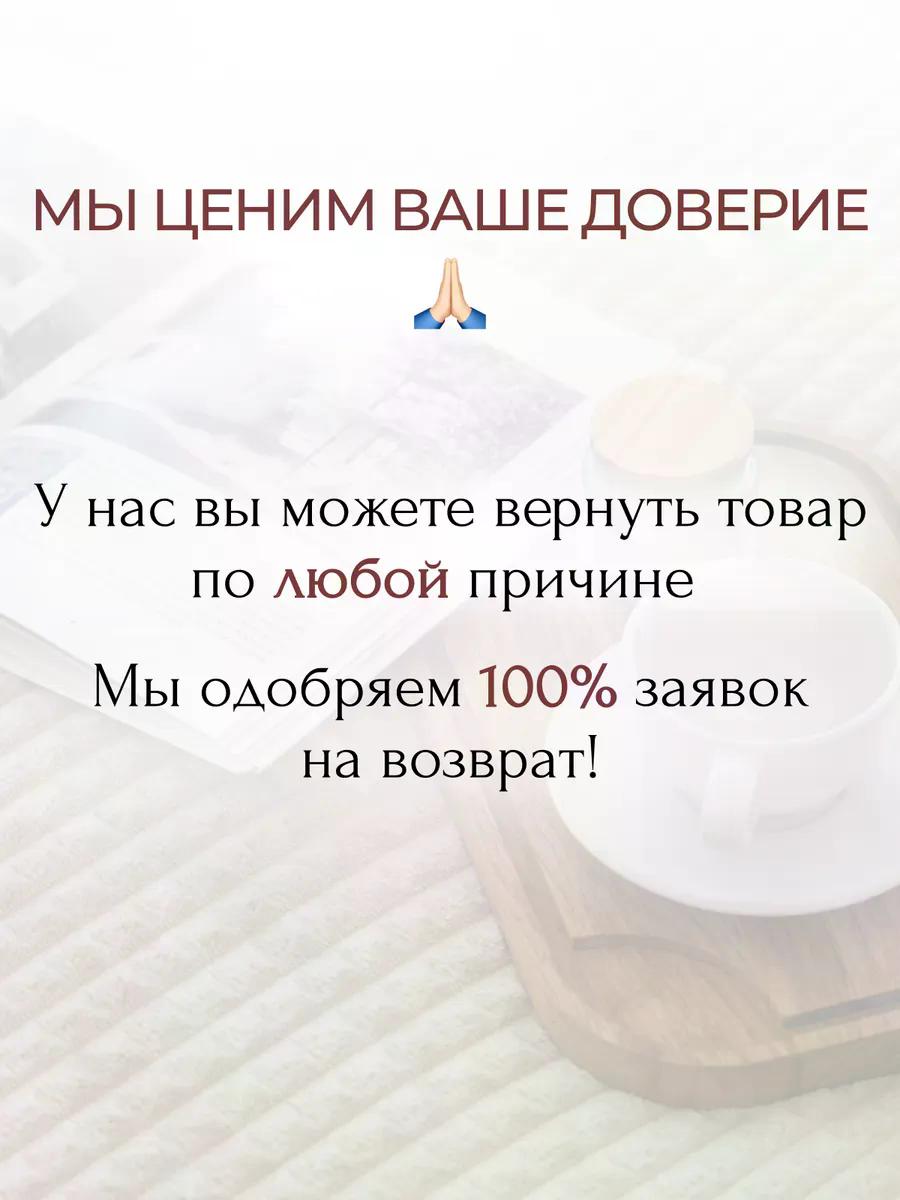 МЫ ЦЕНИМ ВАШЕ ДОВЕРИЕ
🙏🏻
У нас вы можете вернуть товар
по любой причине
Мы одобряем 100% заявок
на возврат!